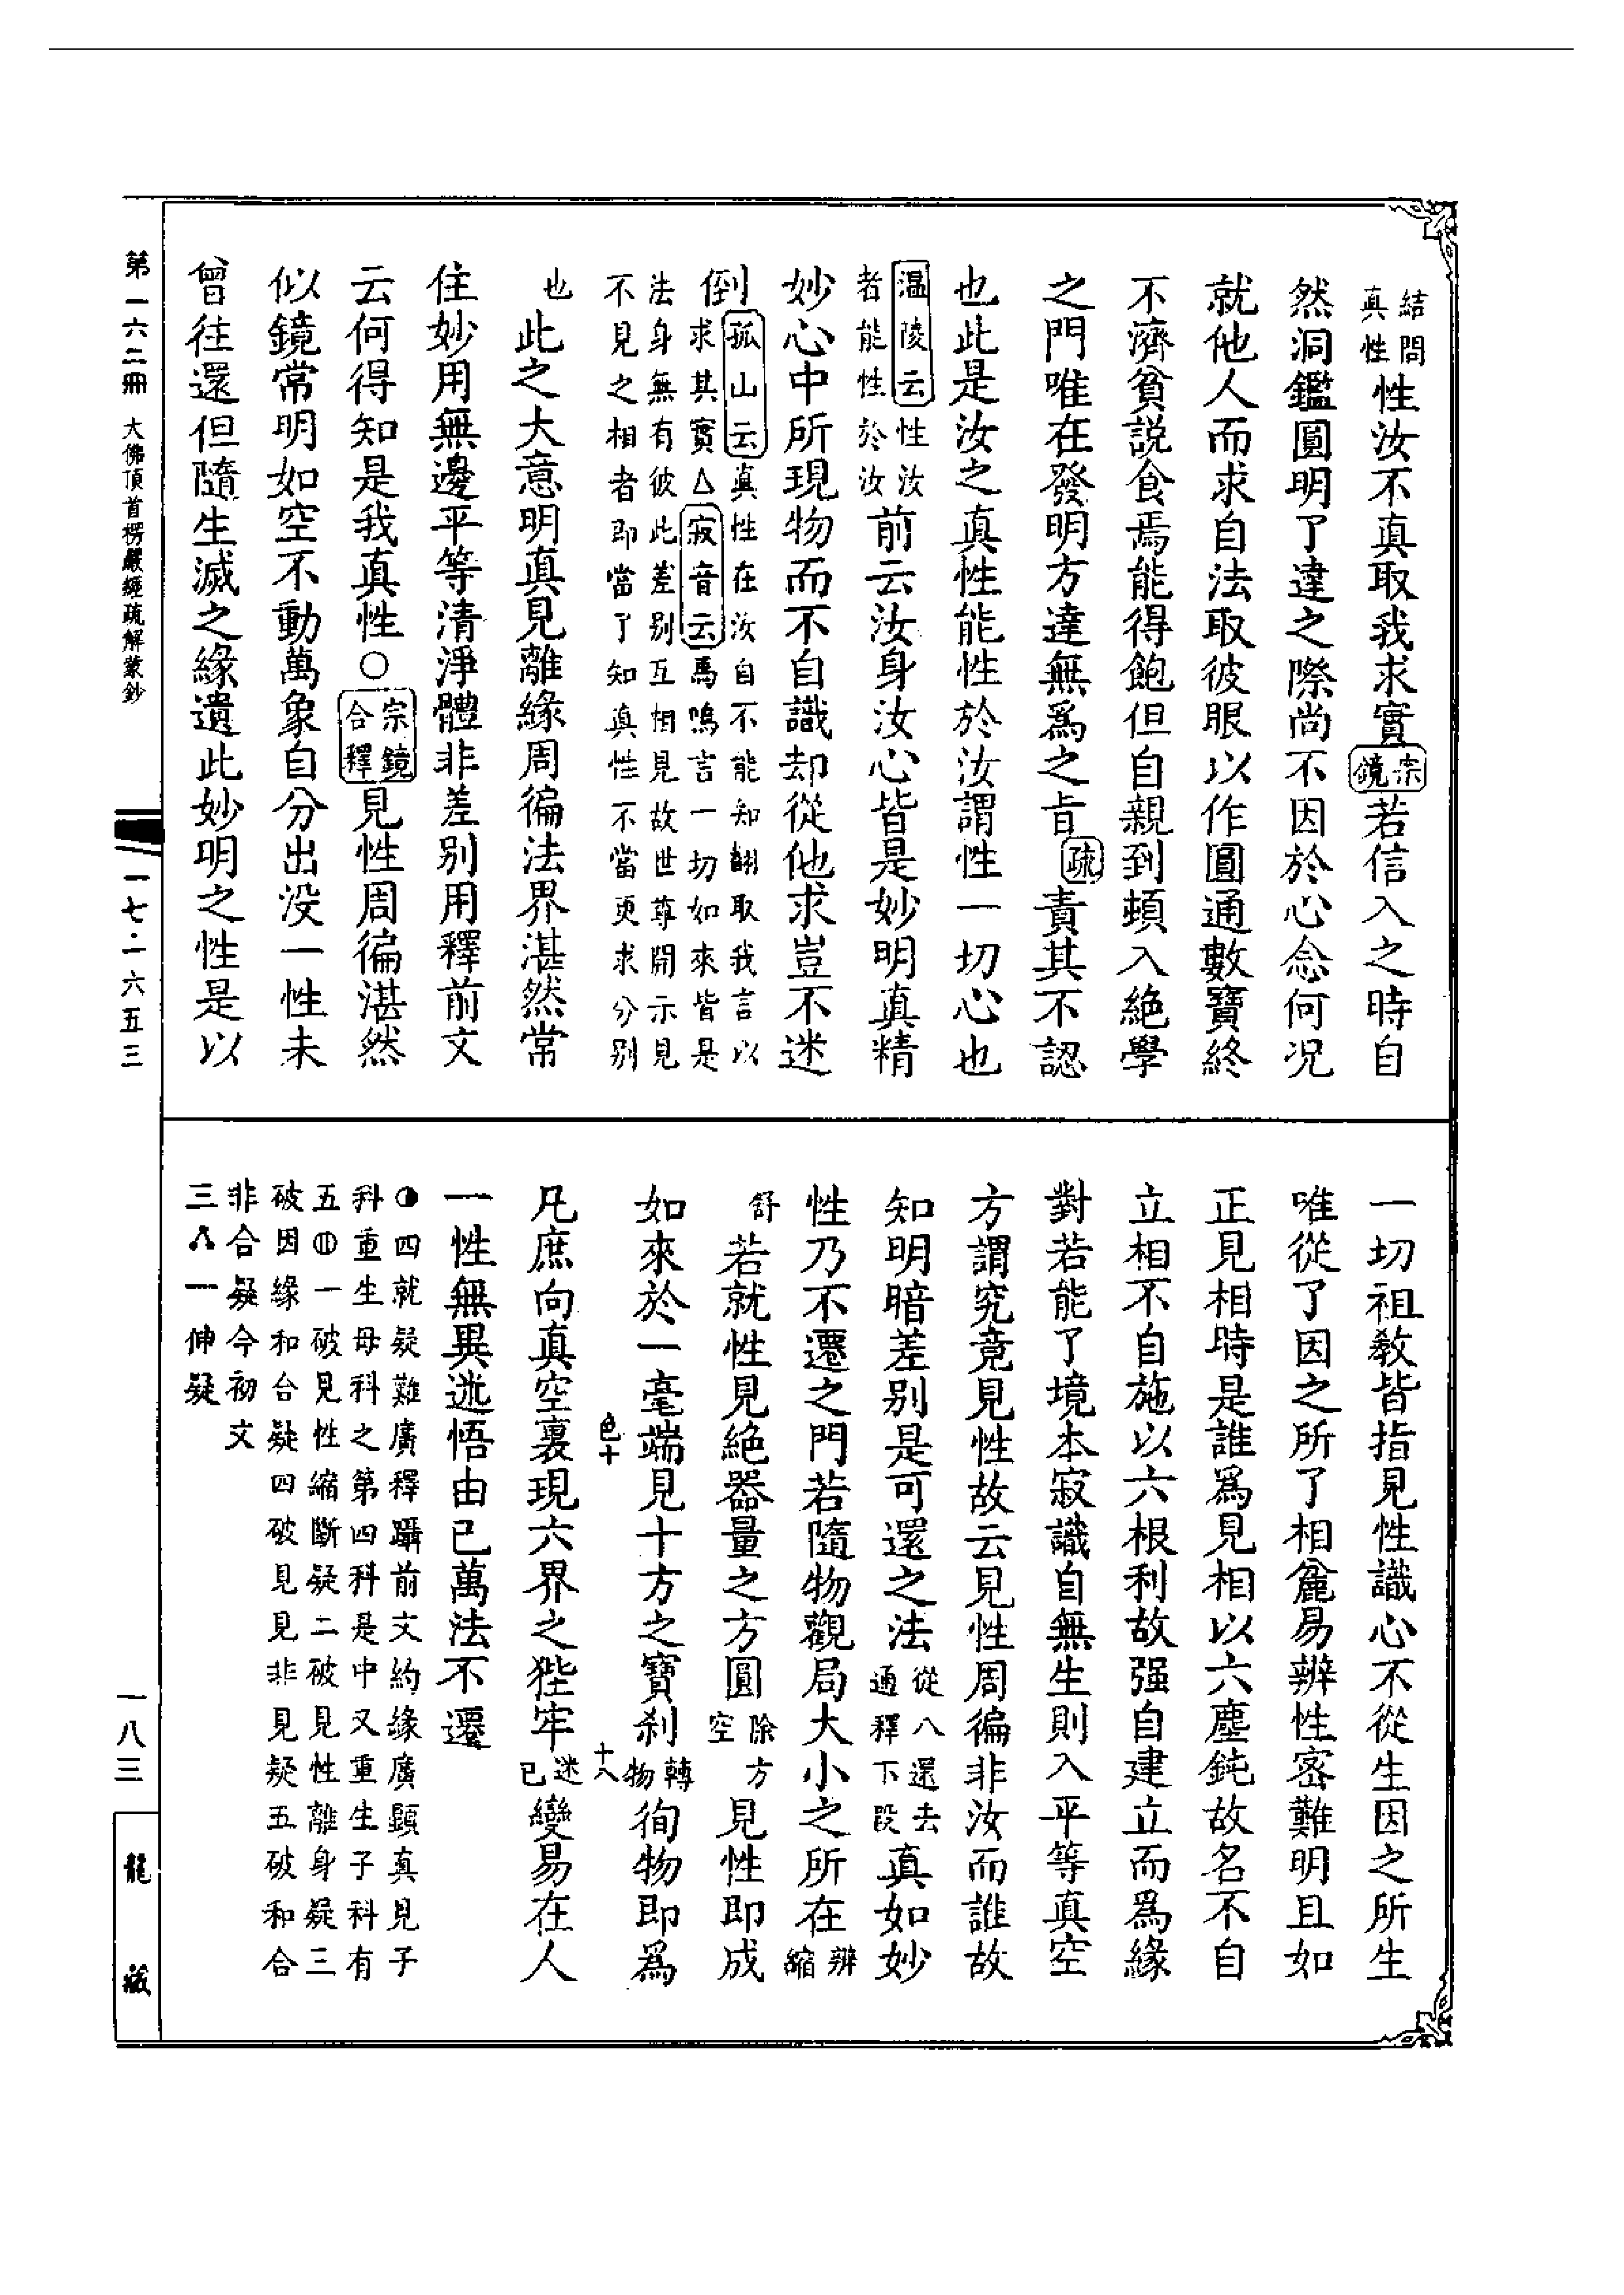 結問真性性汝不真取我求實宗鏡若信入之時自
然洞鑑圓明了達之際尚不因於心念何況
就他人而求自法取彼眼以作圓通數寶終
不濟貧説食焉能得飽但自親到頓入絶學
之門唯在發明方達無爲之旨疏責其不認
也此是汝之真性能性於汝謂性一切心也
溫陵云性汝者能性於汝前云汝身汝心皆是妙明真精
妙心中所現物而不自識却從他求豈不迷
倒孤山云真性在汝自不能知翻取我言以求其實△寂音云馬鳴言一切如來皆是
法身無有彼此差别互相見故世尊開示見不見之相者即當了知真性不當更求分别
也此之大意明真見離緣周徧法界湛然常
住妙用無邊平等清淨體非差别用釋前文
云何得知是我真性○宗鏡合釋見性周徧湛然
似鏡常明如空不動萬象自分出没一性未
曾往還但隨生滅之緣遺此妙明之性是以
一切祖教皆指見性識心不從生因之所生
唯從了因之所了相麄易辨性密難明且如
正見相時是誰爲見相以六塵鈍故名不自
立相不自施以六根利故强自建立而爲緣
對若能了境本寂識自無生則入平等真空
方謂究竟見性故云見性周徧非汝而誰故
知明暗差别是可還之法從八還去通釋下段真如妙
性乃不遷之門若隨物觀局大小之所在辨縮
舒若就性見絶器量之方圓除方空見性即成
如來於一毫端見十方之寶刹轉物徇物即爲
色十
十八
凡庶向真空裏現六界之狴牢迷已變易在人
一性無異迷悟由已萬法不遷
◑四就疑難廣釋躡前文約緣廣顯真見子
科重生母科之第四科是中又重生子科有
五◍一破見性縮斷疑二破見性離身疑三
破因緣和合疑四破見見非見疑五破和合
非合疑今初文
三八一伸疑
第一六二冊 大佛頂首楞嚴經疏解蒙鈔
一七·二六五三
一八三
龍藏